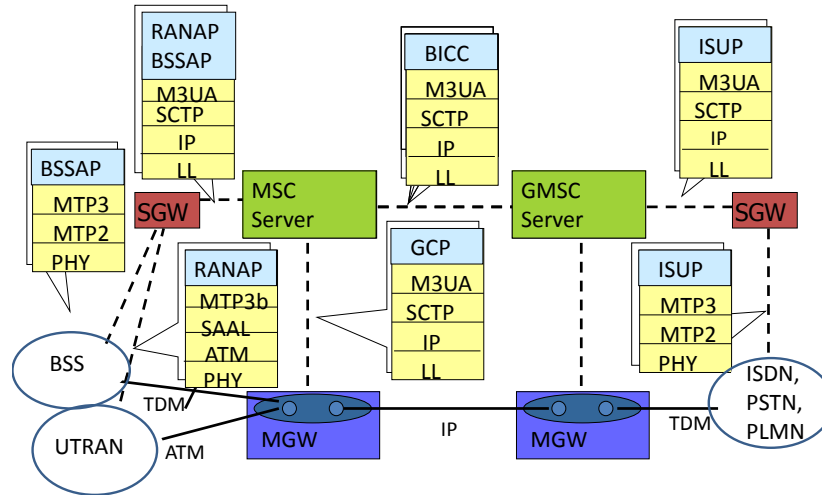 RANAP
BSSAP
M3UA
SCTP
IP
LL
BICC
M3UA
SCTP
IP
LL
ISUP
M3UA
SCTP
IP
LL
BSSAP
MTP3
MTP2
PHY
SGW
MSC
Server
GMSC
Server
SGW
RANAP
MTP3b
SAAL
ATM
PHY
GCP
M3UA
SCTP
IP
LL
ISUP
MTP3
MTP2
PHY
BSS
UTRAN
TDM
ATM
MGW
IP
MGW
TDM
ISDN,
PSTN,
PLMN